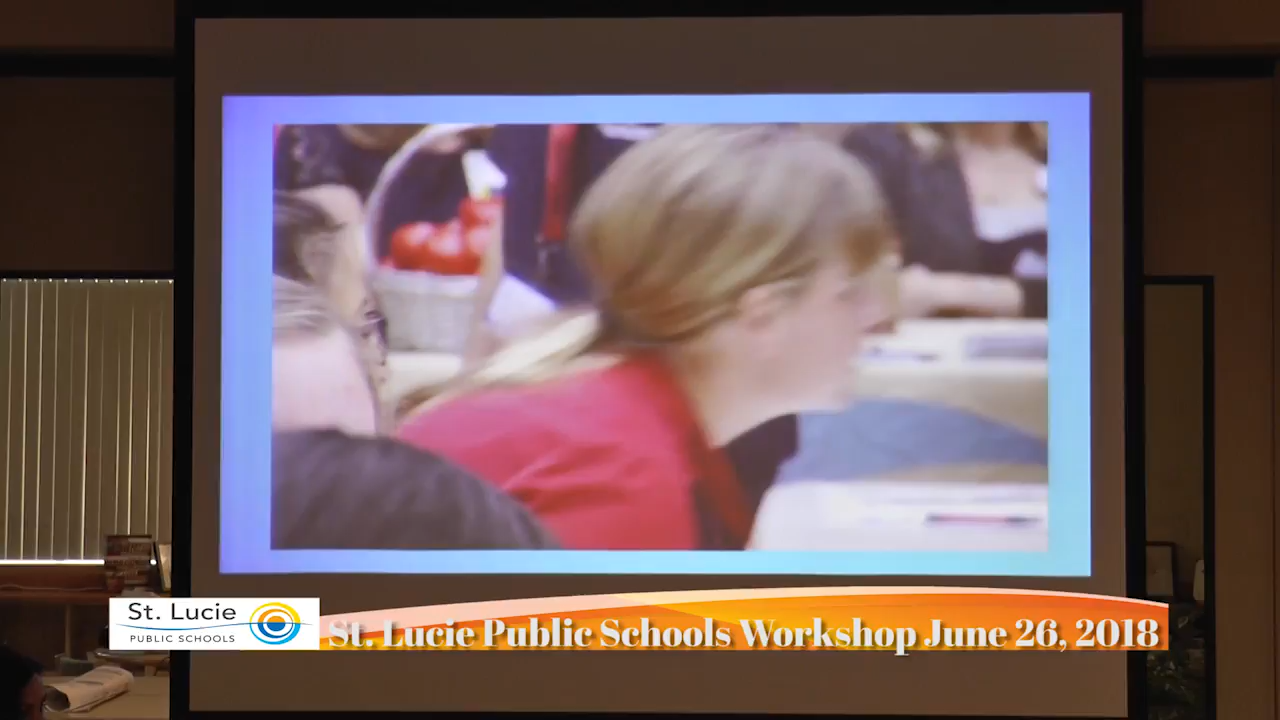 St. Lucie
PUBLIC SCHOOLS
St. Lucie Public Schools Workshop June 26, 2018